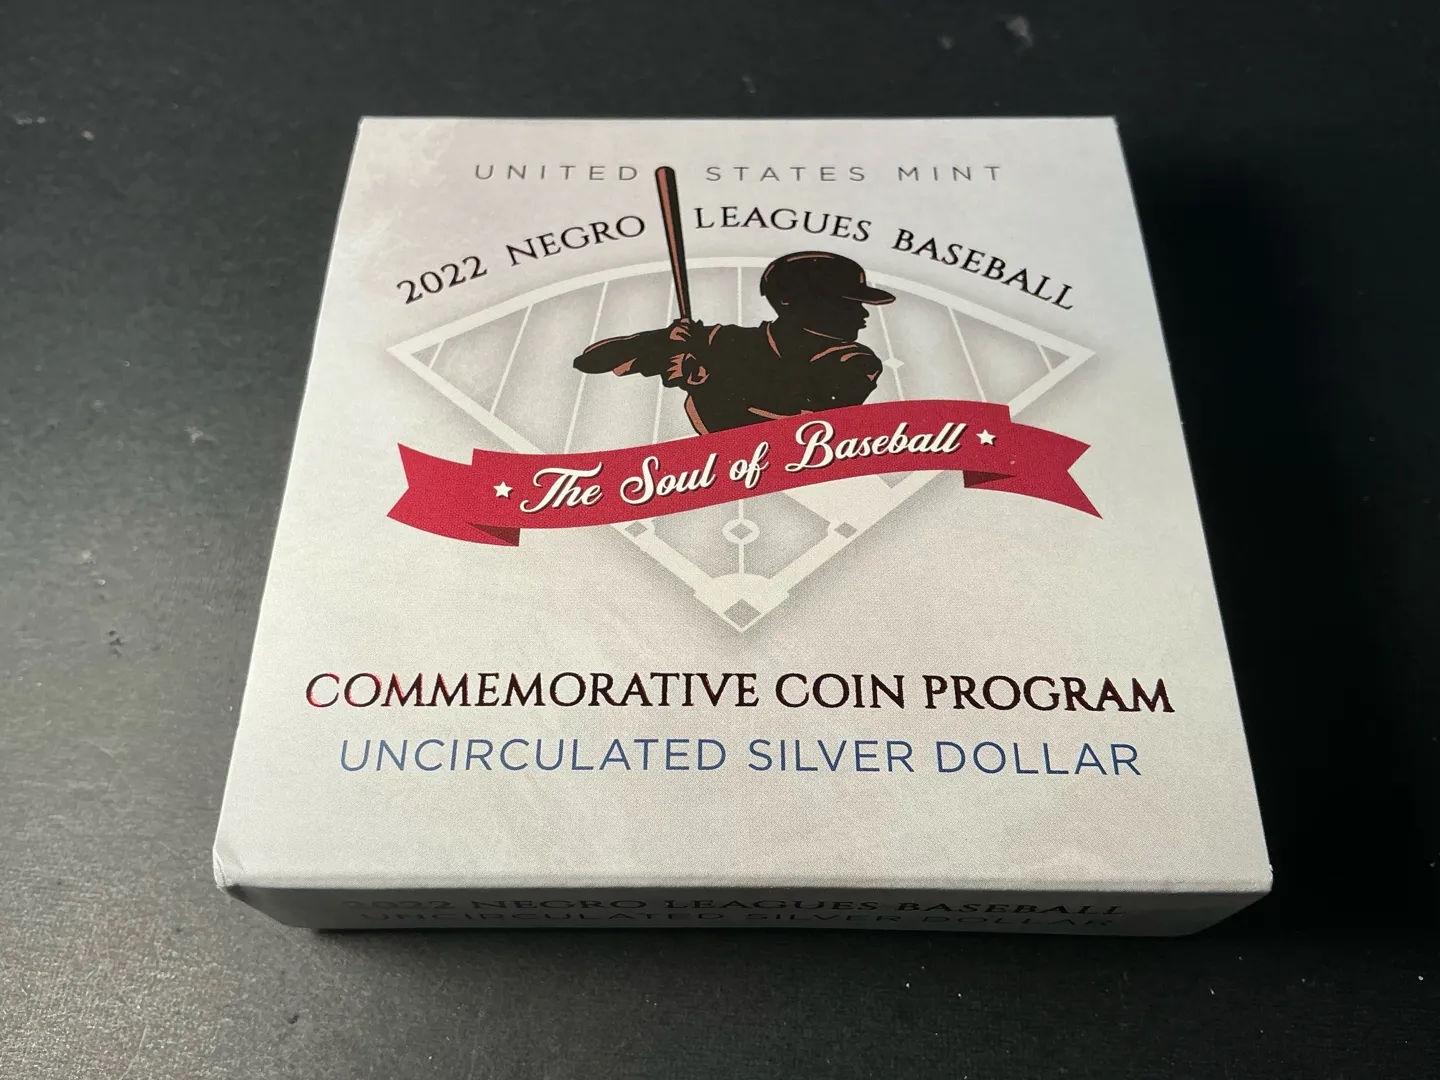 UNITED STATES MINT
2022 NEGRO LEAGUES BASEBALL
The Soul of Baseball
COMMEMORATIVE COIN PROGRAM
UNCIRCULATED SILVER DOLLAR
2022 NEGRO LEAGUES BASEBALL
UNCIRCULATED SILVER DOLLAR